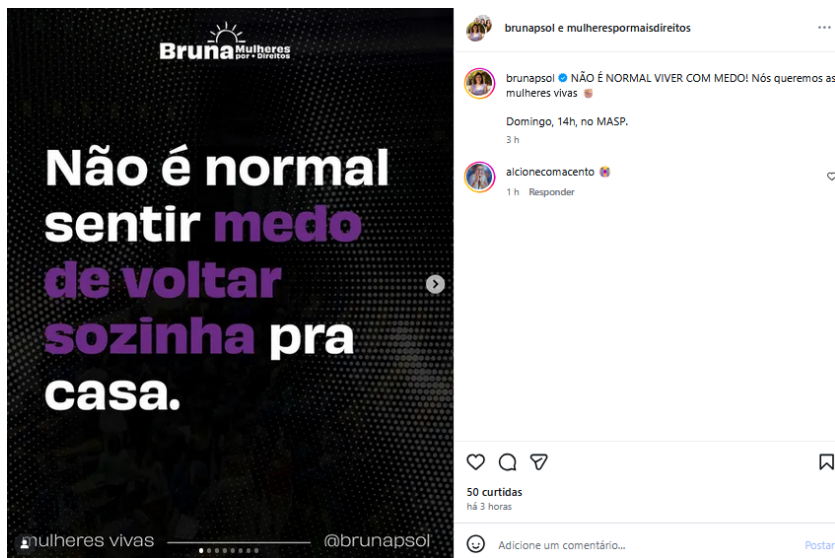 Bruna Mulheres por + Direitos
Não é normal
sentir medo
de voltar
sozinha pra
casa.
mulheres vivas
@brunapsol
brunapsol e mulherespormaisdireitos
brunapsol NÃO É NORMAL VIVER COM MEDO! Nós queremos as
mulheres vivas ✊🏽
Domingo, 14h, no MASP.
3 h
alcionecomacento
1 h Responder
50 curtidas
há 3 horas
Adicione um comentário...
Postar